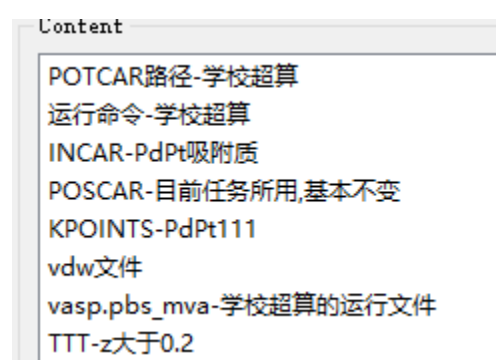 Content
POTCAR路径-学校超算
运行命令-学校超算
INCAR-PdPt吸附质
POSCAR-目前任务所用,基本不变
KPOINTS-PdPt111
vdw文件
vasp.pbs_mva-学校超算的运行文件
TTT-z大于0.2